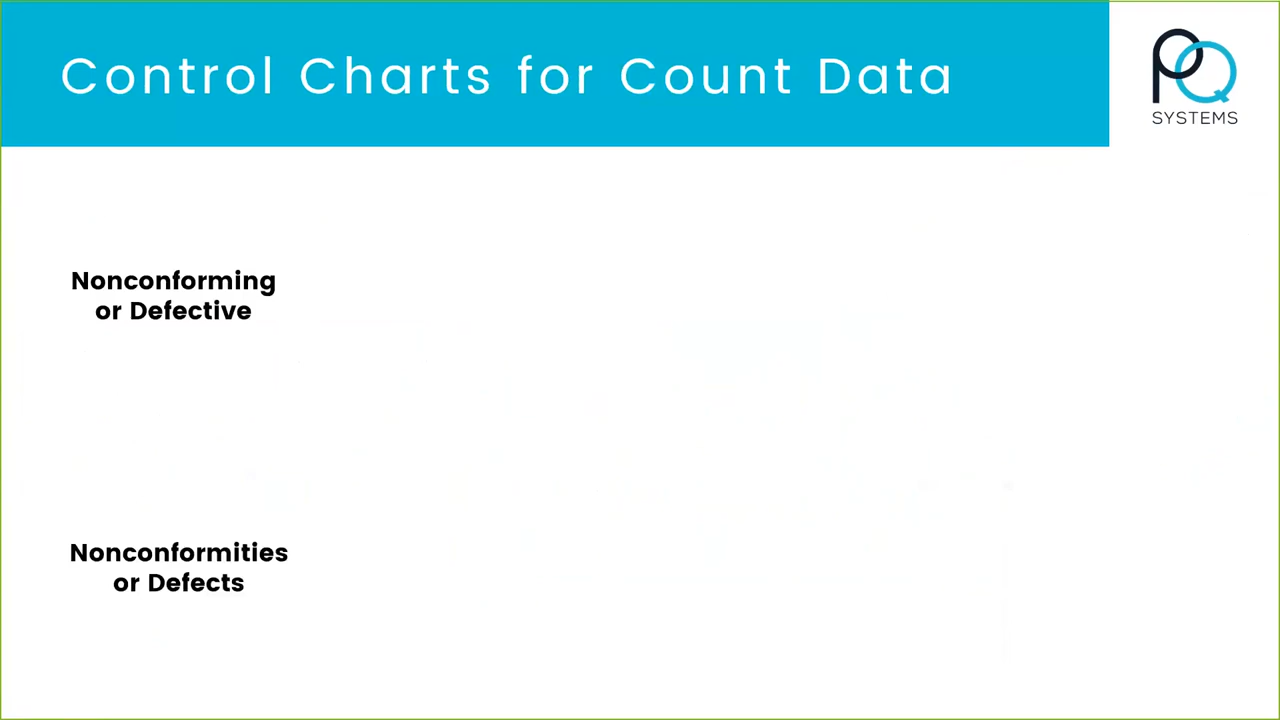 Control Charts for Count Data
PQ
SYSTEMS
Nonconforming
or Defective
Nonconformities
or Defects